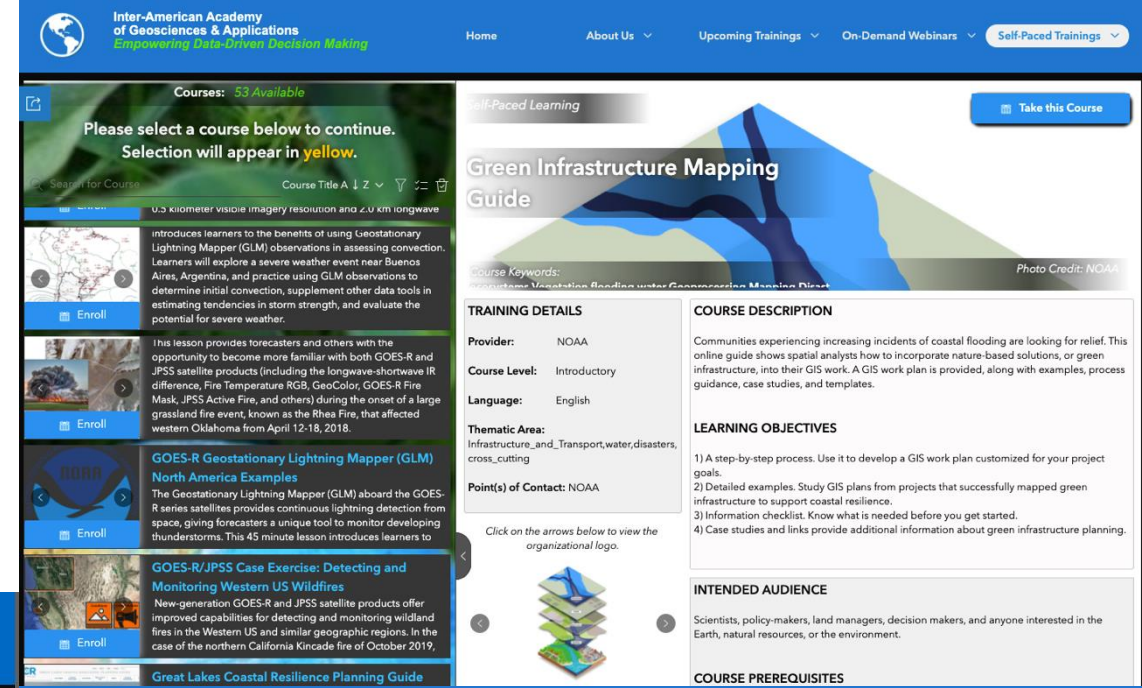 Inter-American Academy
of Geosciences & Applications
Empowering Data-Driven Decision Making
Home
About Us
Upcoming Trainings
On-Demand Webinars
Self-Paced Trainings
Courses: 53 Available
Please select a course below to continue.
Selection will appear in yellow.
Search for Course
Course Title A ↓ Z
Enroll
0.5 kilometer visible imagery resolution and 2.0 km longwave
introduces learners to the benefits of using Geostationary
Lightning Mapper (GLM) observations in assessing convection.
Learners will explore a severe weather event near Buenos
Aires, Argentina, and practice using GLM observations to
determine initial convection, supplement other data tools in
estimating tendencies in storm strength, and evaluate the
potential for severe weather.
Enroll
This lesson provides forecasters and others with the
opportunity to become more familiar with both GOES-R and
JPSS satellite products (including the longwave-shortwave IR
difference, Fire Temperature RGB, GeoColor, GOES-R Fire
Mask, JPSS Active Fire, and others) during the onset of a large
grassland fire event, known as the Rhea Fire, that affected
western Oklahoma from April 12-18, 2018.
Enroll
NOAA
GOES-R Geostationary Lightning Mapper (GLM)
North America Examples
The Geostationary Lightning Mapper (GLM) aboard the GOES-
R series satellites provides continuous lightning detection from
space, giving forecasters a unique tool to monitor developing
thunderstorms. This 45 minute lesson introduces learners to
Enroll
GOES-R/JPSS Case Exercise: Detecting and
Monitoring Western US Wildfires
New-generation GOES-R and JPSS satellite products offer
improved capabilities for detecting and monitoring wildland
fires in the Western US and similar geographic regions. In the
case of the northern California Kincade fire of October 2019,
Enroll
Great Lakes Coastal Resilience Planning Guide
Self-Paced Learning
Take this Course
Green Infrastructure Mapping
Guide
Course Keywords:
ecosystems Vegetation flooding water Geoprocessing Mapping Disast
Photo Credit: NOAA
TRAINING DETAILS
Provider: NOAA
Course Level: Introductory
Language: English
Thematic Area:
Infrastructure_and_Transport,water,disasters,
cross_cutting
Point(s) of Contact: NOAA
Click on the arrows below to view the
organizational logo.
COURSE DESCRIPTION
Communities experiencing increasing incidents of coastal flooding are looking for relief. This
online guide shows spatial analysts how to incorporate nature-based solutions, or green
infrastructure, into their GIS work. A GIS work plan is provided, along with examples, process
guidance, case studies, and templates.
LEARNING OBJECTIVES
1) A step-by-step process. Use it to develop a GIS work plan customized for your project
goals.
2) Detailed examples. Study GIS plans from projects that successfully mapped green
infrastructure to support coastal resilience.
3) Information checklist. Know what is needed before you get started.
4) Case studies and links provide additional information about green infrastructure planning.
INTENDED AUDIENCE
Scientists, policy-makers, land managers, decision makers, and anyone interested in the
Earth, natural resources, or the environment.
COURSE PREREQUISITES